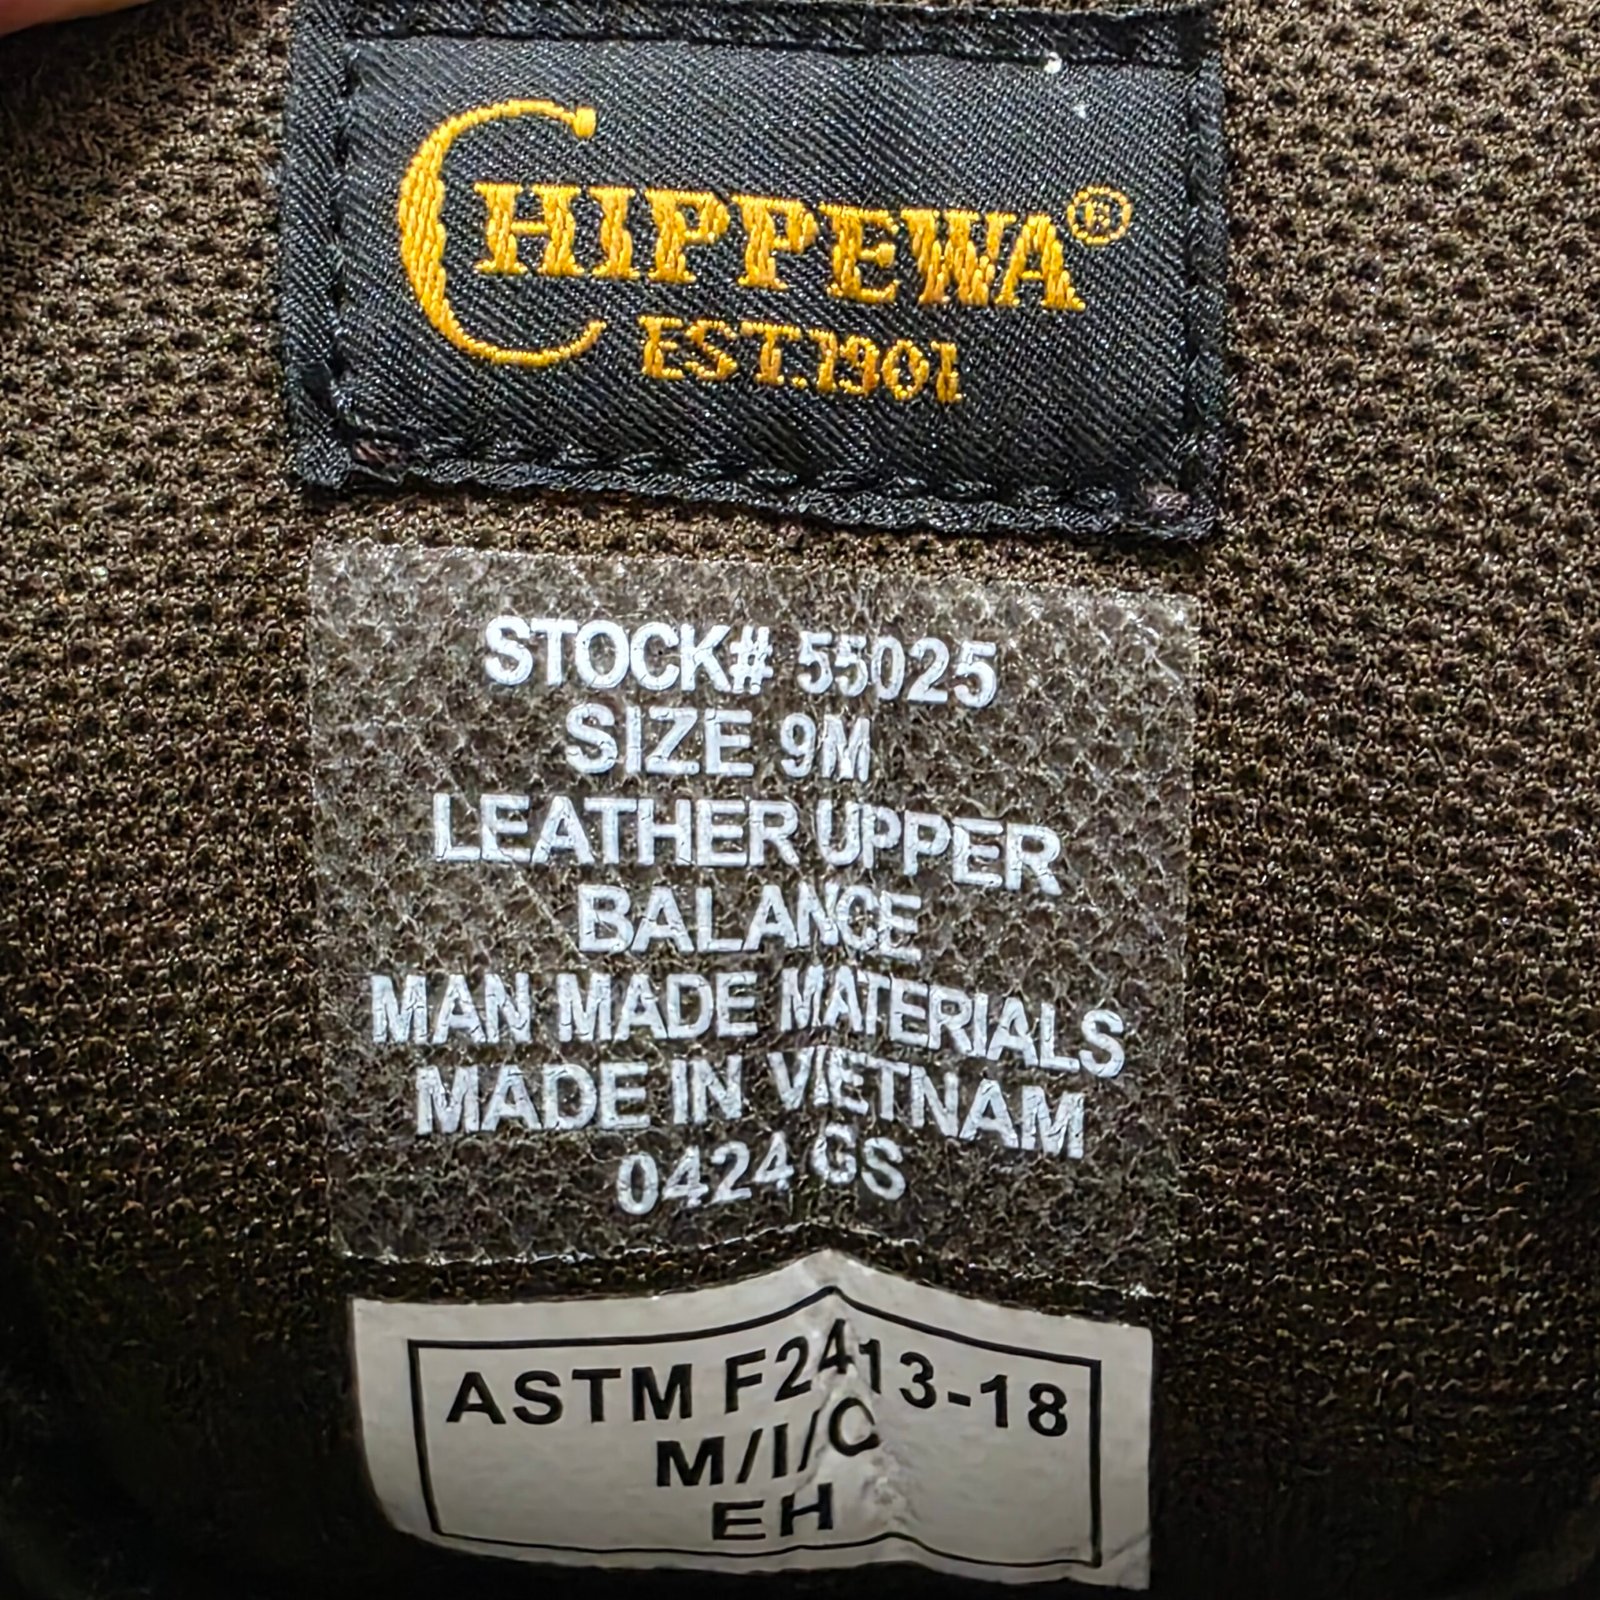 CHIPPEWA®
EST.1901
STOCK# 55025
SIZE 9M
LEATHER UPPER
BALANCE
MAN MADE MATERIALS
MADE IN VIETNAM
0424 GS
ASTM F2413-18
M/I/C
EH